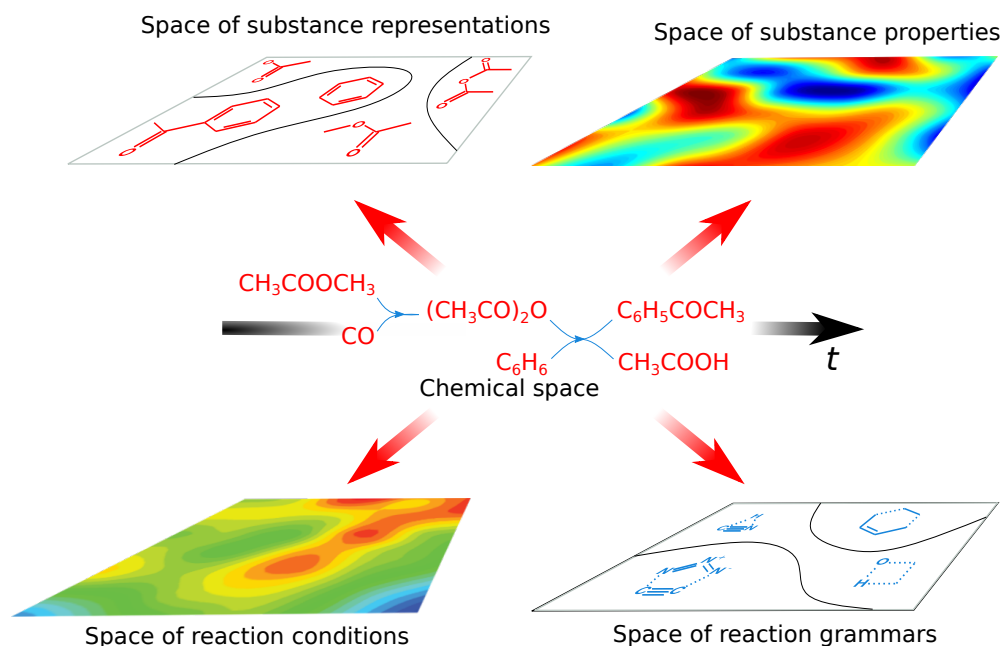 Space of substance representations
Space of substance properties
CH₃COOCH₃
CO
(CH₃CO)₂O
C₆H₆
C₆H₅COCH₃
CH₃COOH
Chemical space
t
Space of reaction conditions
Space of reaction grammars